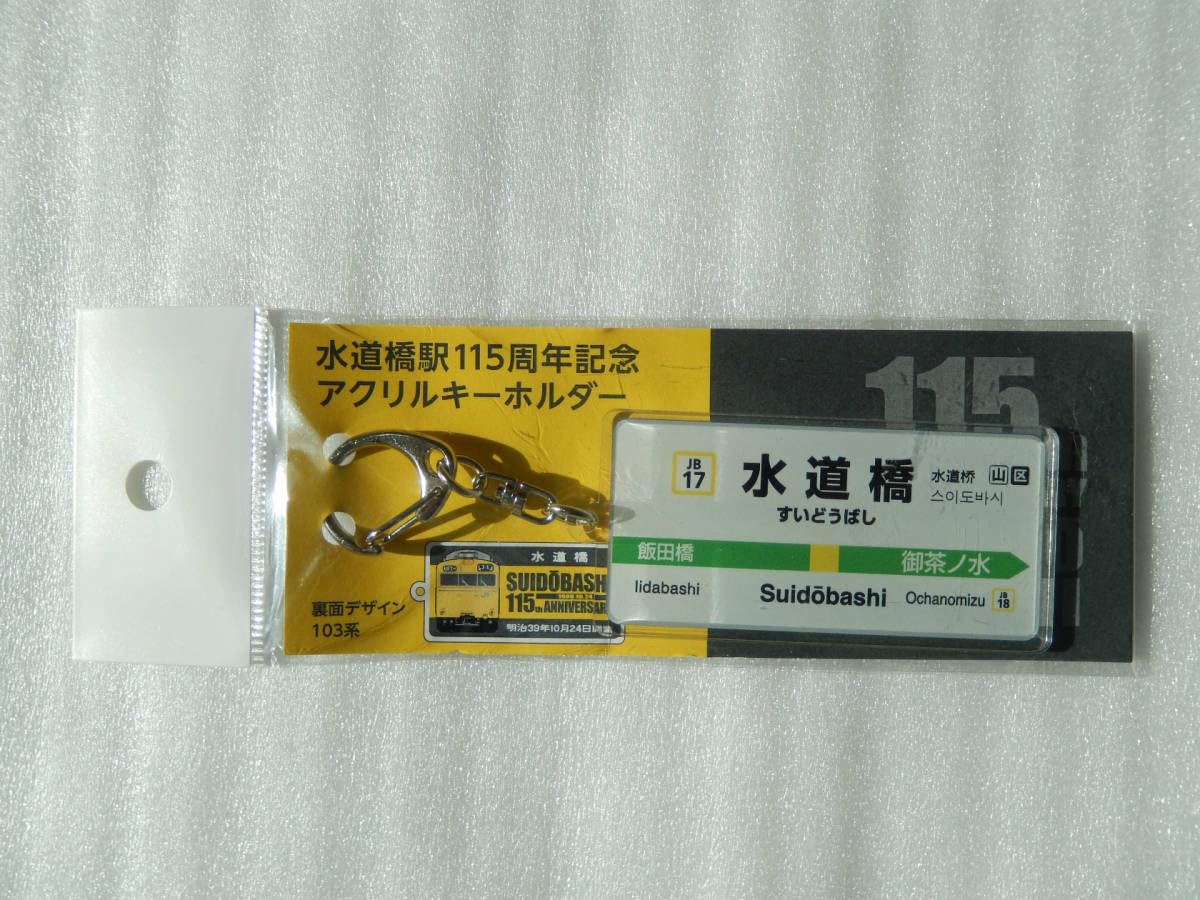 水道橋駅115周年記念
アクリルキーホルダー
115
JB
17
水道橋
すいどうばし
水道桥
스이도바시
山 区
飯田橋
御茶ノ水
Iidabashi
Suidōbashi
Ochanomizu
JB
18
裏面デザイン
103系
水道橋
SUIDŌBASHI
115th ANNIVERSARY
明治39年10月24日開業